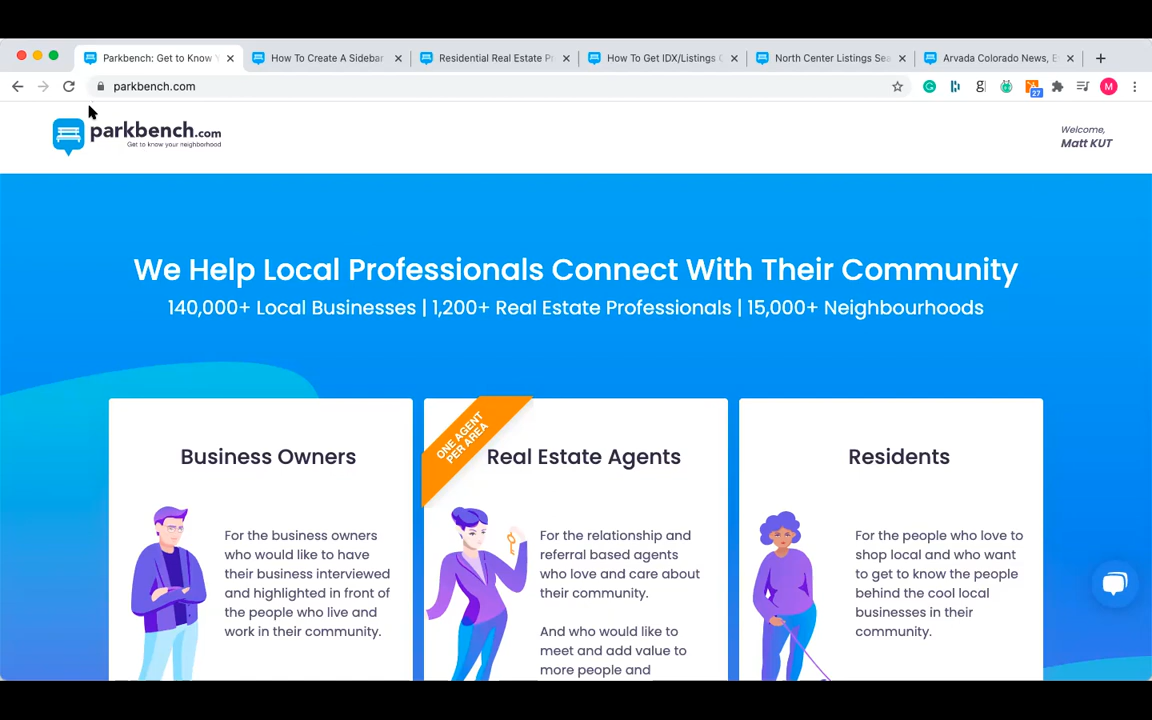 Parkbench: Get to Know Y
How To Create A Sidebar
Residential Real Estate Pr
How To Get IDX/Listings C
North Center Listings Sea
Arvada Colorado News, E
parkbench.com
27
M
parkbench.com
Get to know your neighborhood
Welcome,
Matt KUT
We Help Local Professionals Connect With Their Community
140,000+ Local Businesses | 1,200+ Real Estate Professionals | 15,000+ Neighbourhoods
Business Owners
For the business owners
who would like to have
their business interviewed
and highlighted in front of
the people who live and
work in their community.
ONE AGENT
PER AREA
Real Estate Agents
For the relationship and
referral based agents
who love and care about
their community.
And who would like to
meet and add value to
more people and
Residents
For the people who love to
shop local and who want
to get to know the people
behind the cool local
businesses in their
community.